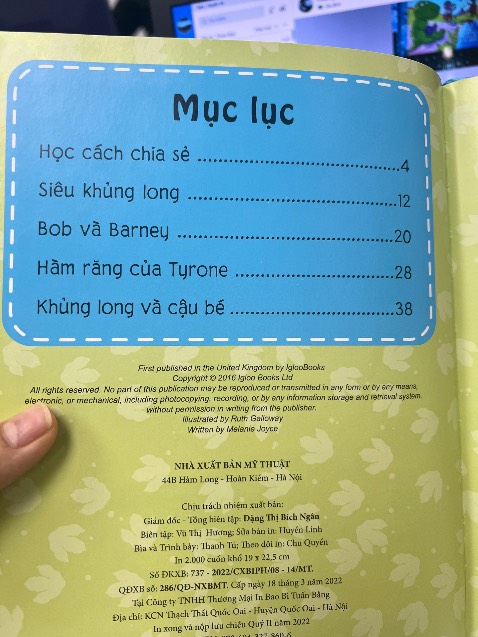 Mục lục
Học cách chia sẻ ........................................4
Siêu khủng long ........................................12
Bob và Barney ........................................20
Hàm răng của Tyrone ..............................28
Khủng long và cậu bé ..............................38
First published in the United Kingdom by IglooBooks
Copyright © 2016 Igloo Books Ltd
All rights reserved. No part of this publication may be reproduced or transmitted in any form or by any means,
electronic, or mechanical, including photocopying, recording, or by any information storage and retrieval system,
without permission in writing from the publisher.
Illustrated by Ruth Galloway
Written by Melanie Joyce
NHÀ XUẤT BẢN MỸ THUẬT
44B Hàm Long - Hoàn Kiếm - Hà Nội
Chịu trách nhiệm xuất bản:
Giám đốc - Tổng biên tập: Đặng Thị Bích Ngân
Biên tập: Vũ Thị Hương; Sửa bản in: Huyền Linh
Bìa và Trình bày: Thanh Tú; Theo dõi in: Chu Quyền
In 2.000 cuốn khổ 19 x 22,5 cm
Số ĐKXB: 737 - 2022/CXBIPH/08 - 14/MT.
QĐXB số: 286/QĐ-NXBMT. Cấp ngày 18 tháng 3 năm 2022
Tại Công ty TNHH Thương Mại In Bao Bì Tuấn Bằng
Địa chỉ: KCN Thạch Thất Quốc Oai - Huyện Quốc Oai - Hà Nội
In xong và nộp lưu chiểu Quý II năm 2022